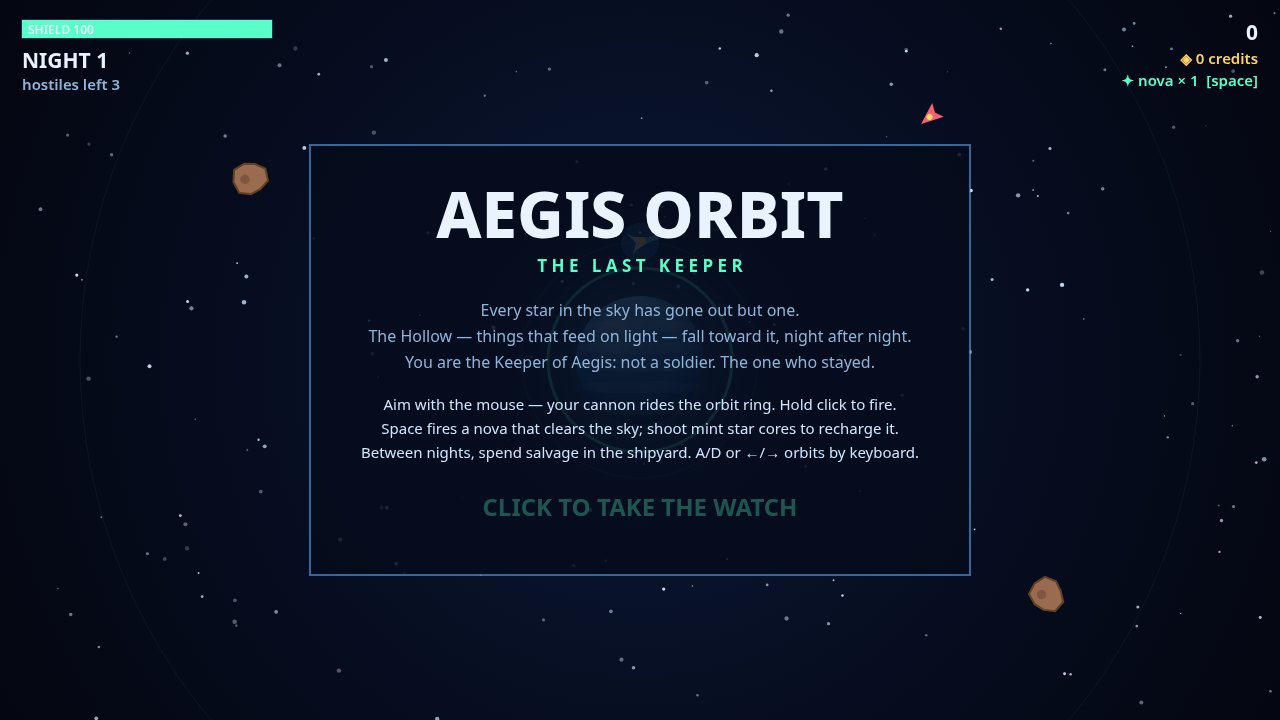 SHIELD 100
NIGHT 1
hostiles left 3
0
◈ 0 credits
✦ nova × 1 [space]
AEGIS ORBIT
THE LAST KEEPER
Every star in the sky has gone out but one.
The Hollow — things that feed on light — fall toward it, night after night.
You are the Keeper of Aegis: not a soldier. The one who stayed.
Aim with the mouse — your cannon rides the orbit ring. Hold click to fire.
Space fires a nova that clears the sky; shoot mint star cores to recharge it.
Between nights, spend salvage in the shipyard. A/D or ←/→ orbits by keyboard.
CLICK TO TAKE THE WATCH